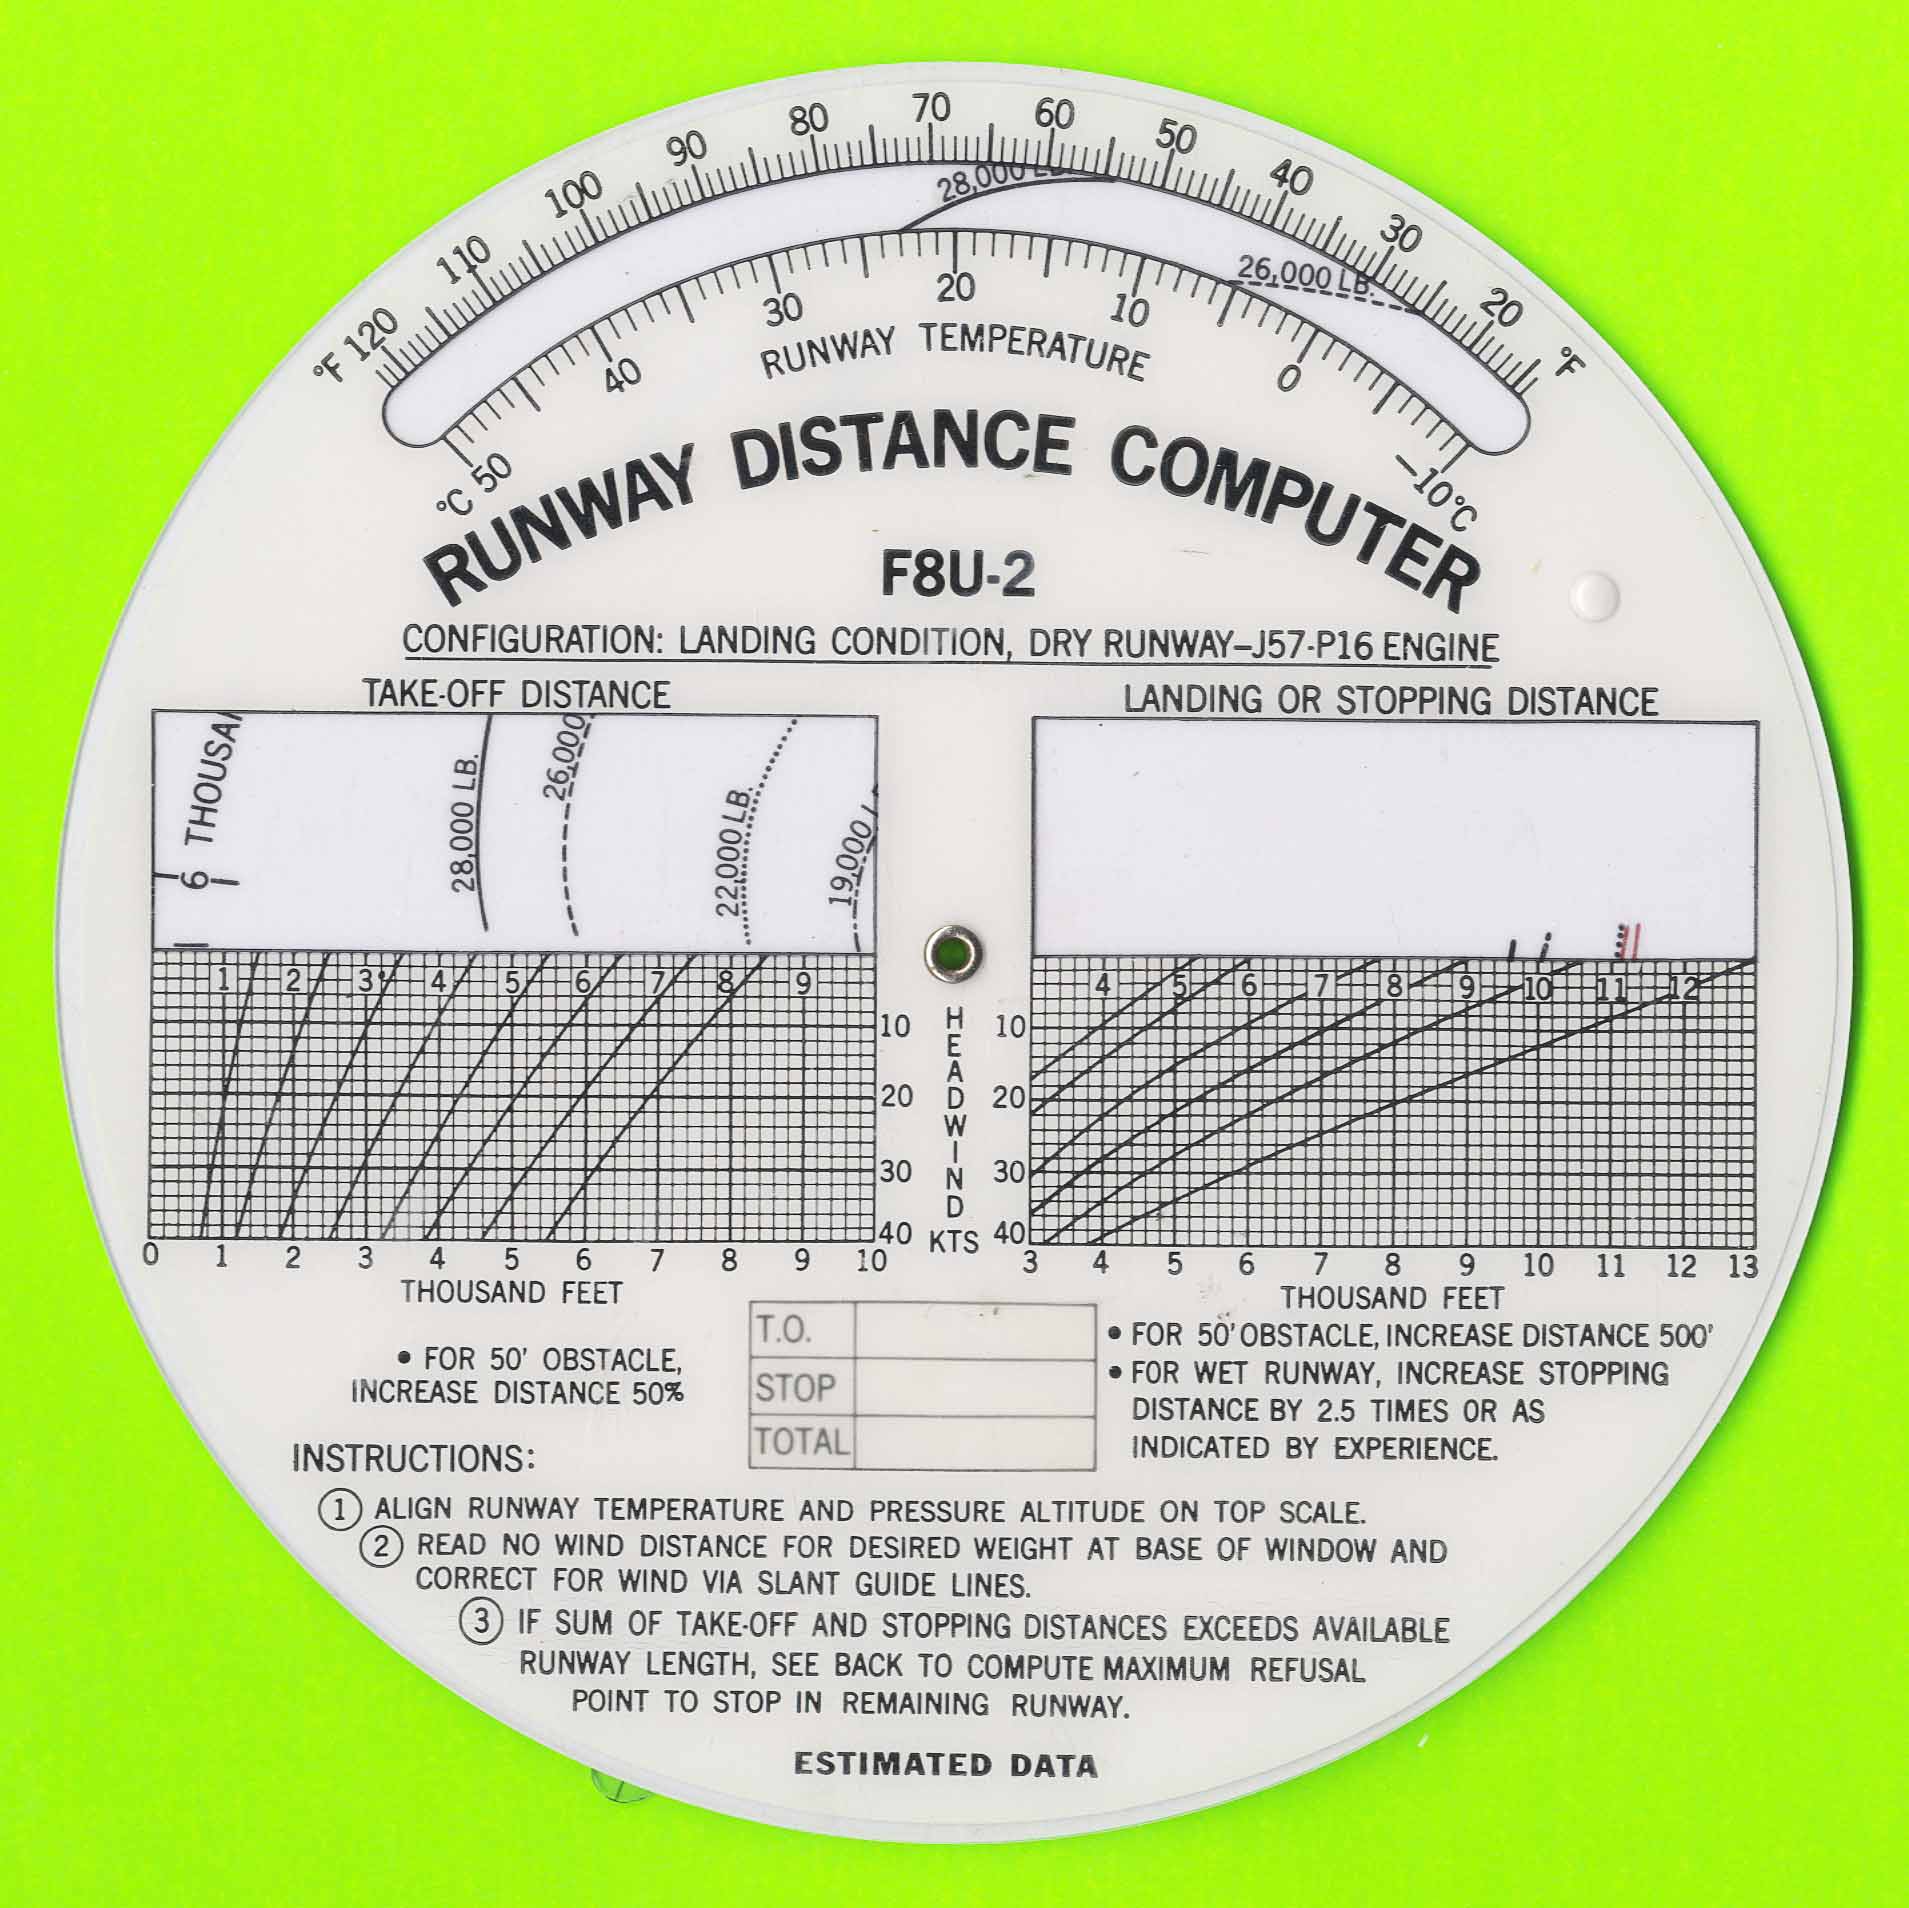 70
80 60
90 50
100 40
110 30
°F 120 20 °F
28,000 LB.
26,000 LB.
°C 50 40 30 20 10 0 -10°C
RUNWAY TEMPERATURE
RUNWAY DISTANCE COMPUTER
F8U-2
CONFIGURATION: LANDING CONDITION, DRY RUNWAY–J57-P16 ENGINE
TAKE-OFF DISTANCE
6 THOUSA
28,000 LB.
26,000
22,000 LB.
19,000 L
1 2 3 4 5 6 7 8 9
10
20
30
40
0 1 2 3 4 5 6 7 8 9 10
THOUSAND FEET
HEADWIND
KTS
LANDING OR STOPPING DISTANCE
4 5 6 7 8 9 10 11 12
10
20
30
40
3 4 5 6 7 8 9 10 11 12 13
THOUSAND FEET
• FOR 50' OBSTACLE,
INCREASE DISTANCE 50%
T.O.
STOP
TOTAL
• FOR 50' OBSTACLE, INCREASE DISTANCE 500'
• FOR WET RUNWAY, INCREASE STOPPING
DISTANCE BY 2.5 TIMES OR AS
INDICATED BY EXPERIENCE.
INSTRUCTIONS:
1 ALIGN RUNWAY TEMPERATURE AND PRESSURE ALTITUDE ON TOP SCALE.
2 READ NO WIND DISTANCE FOR DESIRED WEIGHT AT BASE OF WINDOW AND
CORRECT FOR WIND VIA SLANT GUIDE LINES.
3 IF SUM OF TAKE-OFF AND STOPPING DISTANCES EXCEEDS AVAILABLE
RUNWAY LENGTH, SEE BACK TO COMPUTE MAXIMUM REFUSAL
POINT TO STOP IN REMAINING RUNWAY.
ESTIMATED DATA